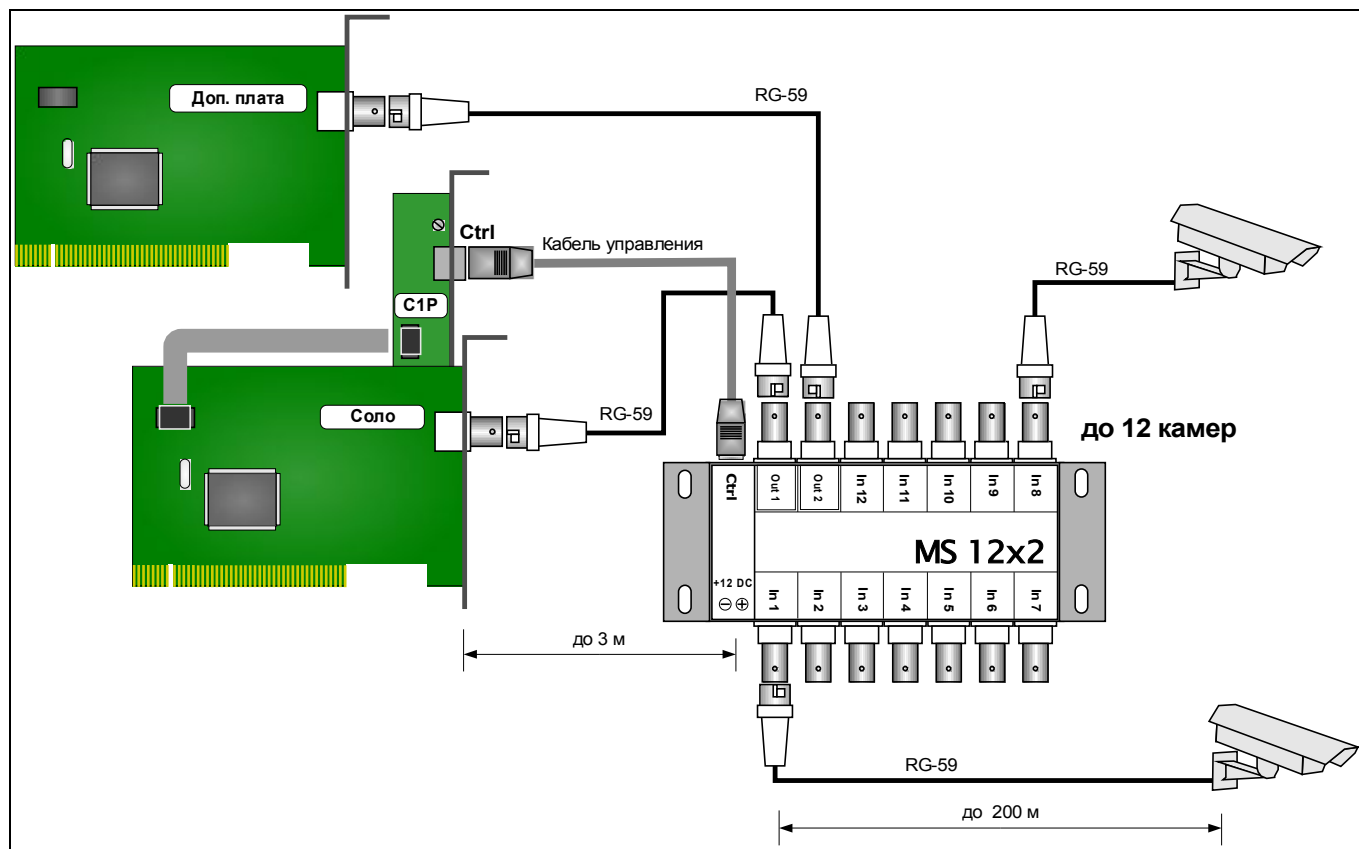 Доп. плата
RG-59
Ctrl
Кабель управления
RG-59
C1P
Соло
RG-59
до 12 камер
Ctrl
Out 1
Out 2
In 12
In 11
In 10
In 9
In 8
MS 12x2
+12 DC
In 1
In 2
In 3
In 4
In 5
In 6
In 7
до 3 м
RG-59
до 200 м